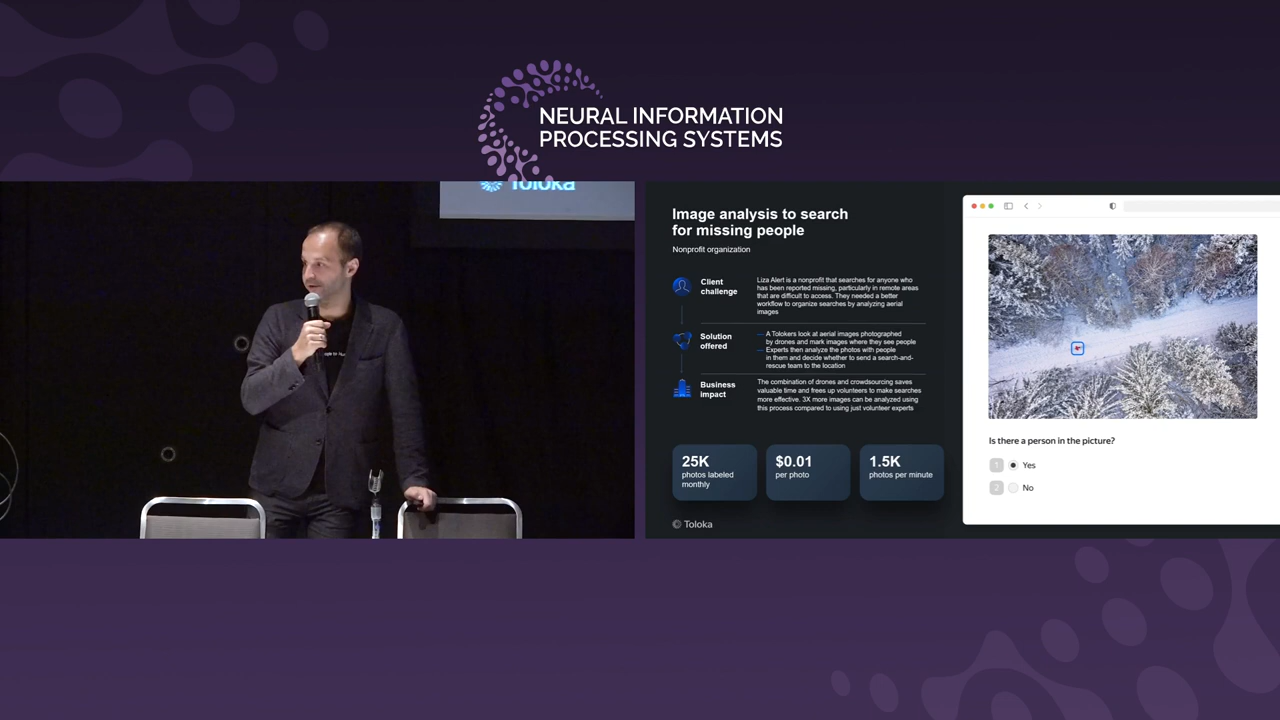 NEURAL INFORMATION
PROCESSING SYSTEMS
Toloka
Image analysis to search
for missing people
Nonprofit organization
Client
challenge
Liza Alert is a nonprofit that searches for anyone who
has been reported missing, particularly in remote areas
that are difficult to access. They needed a better
workflow to organize searches by analyzing aerial
images
Solution
offered
— A Tolokers look at aerial images photographed
by drones and mark images where they see people
— Experts then analyze the photos with people
in them and decide whether to send a search-and-
rescue team to the location
Business
impact
The combination of drones and crowdsourcing saves
valuable time and frees up volunteers to make searches
more effective. 3X more images can be analyzed using
this process compared to using just volunteer experts
25K
photos labeled
monthly
$0.01
per photo
1.5K
photos per minute
Toloka
Is there a person in the picture?
1 Yes
2 No